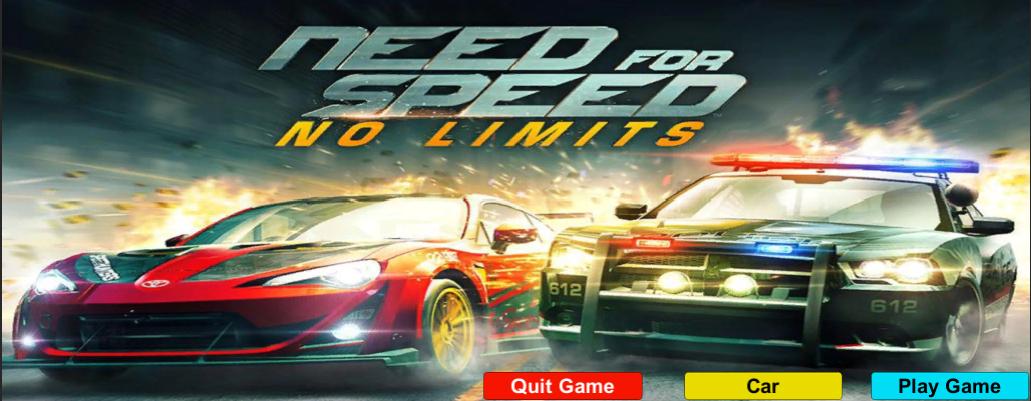 NEED FOR
SPEED
NO LIMITS
612
612
Quit Game
Car
Play Game